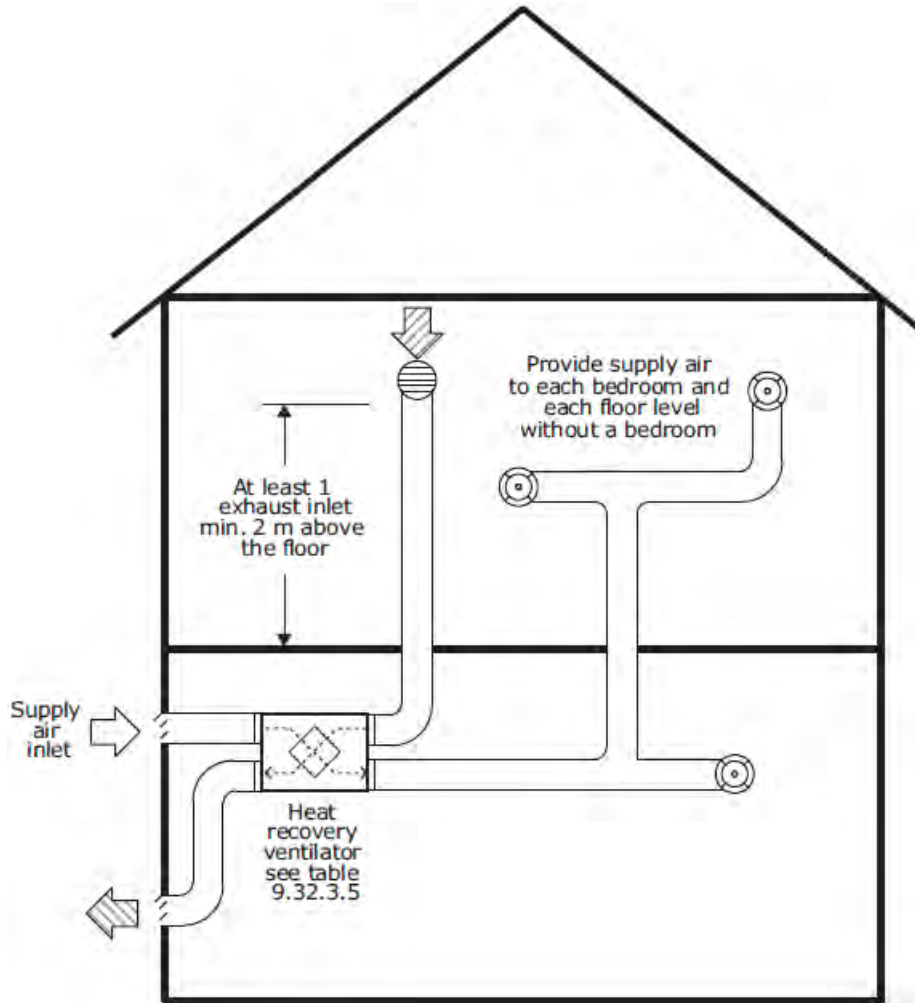 Provide supply air
to each bedroom and
each floor level
without a bedroom
At least 1
exhaust inlet
min. 2 m above
the floor
Supply
air
inlet
Heat
recovery
ventilator
see table
9.32.3.5